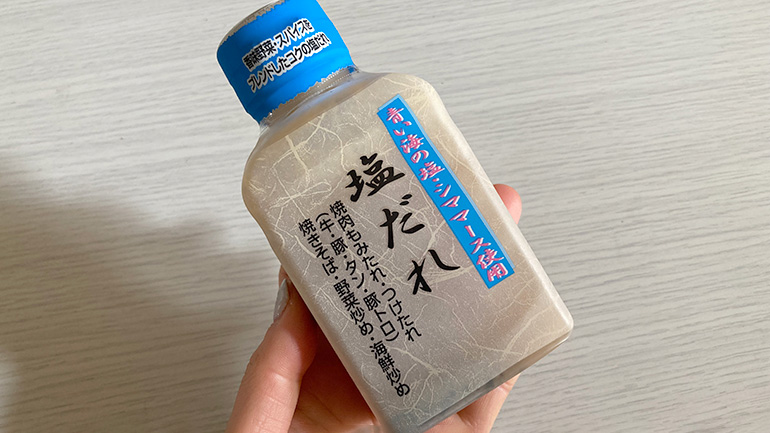 香味野菜・スパイスを
ブレンドしたコクの塩だれ
青い海の塩・シママース使用
塩だれ
焼肉もみたれ・つけたれ
(牛・豚・タン・豚トロ)
焼きそば・野菜炒め・海鮮炒め